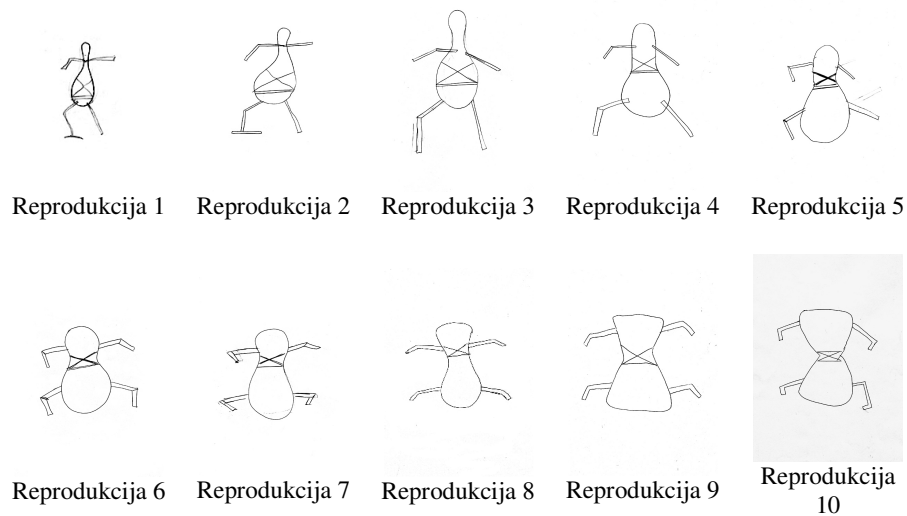 Reprodukcija 1
Reprodukcija 2
Reprodukcija 3
Reprodukcija 4
Reprodukcija 5
Reprodukcija 6
Reprodukcija 7
Reprodukcija 8
Reprodukcija 9
Reprodukcija
10